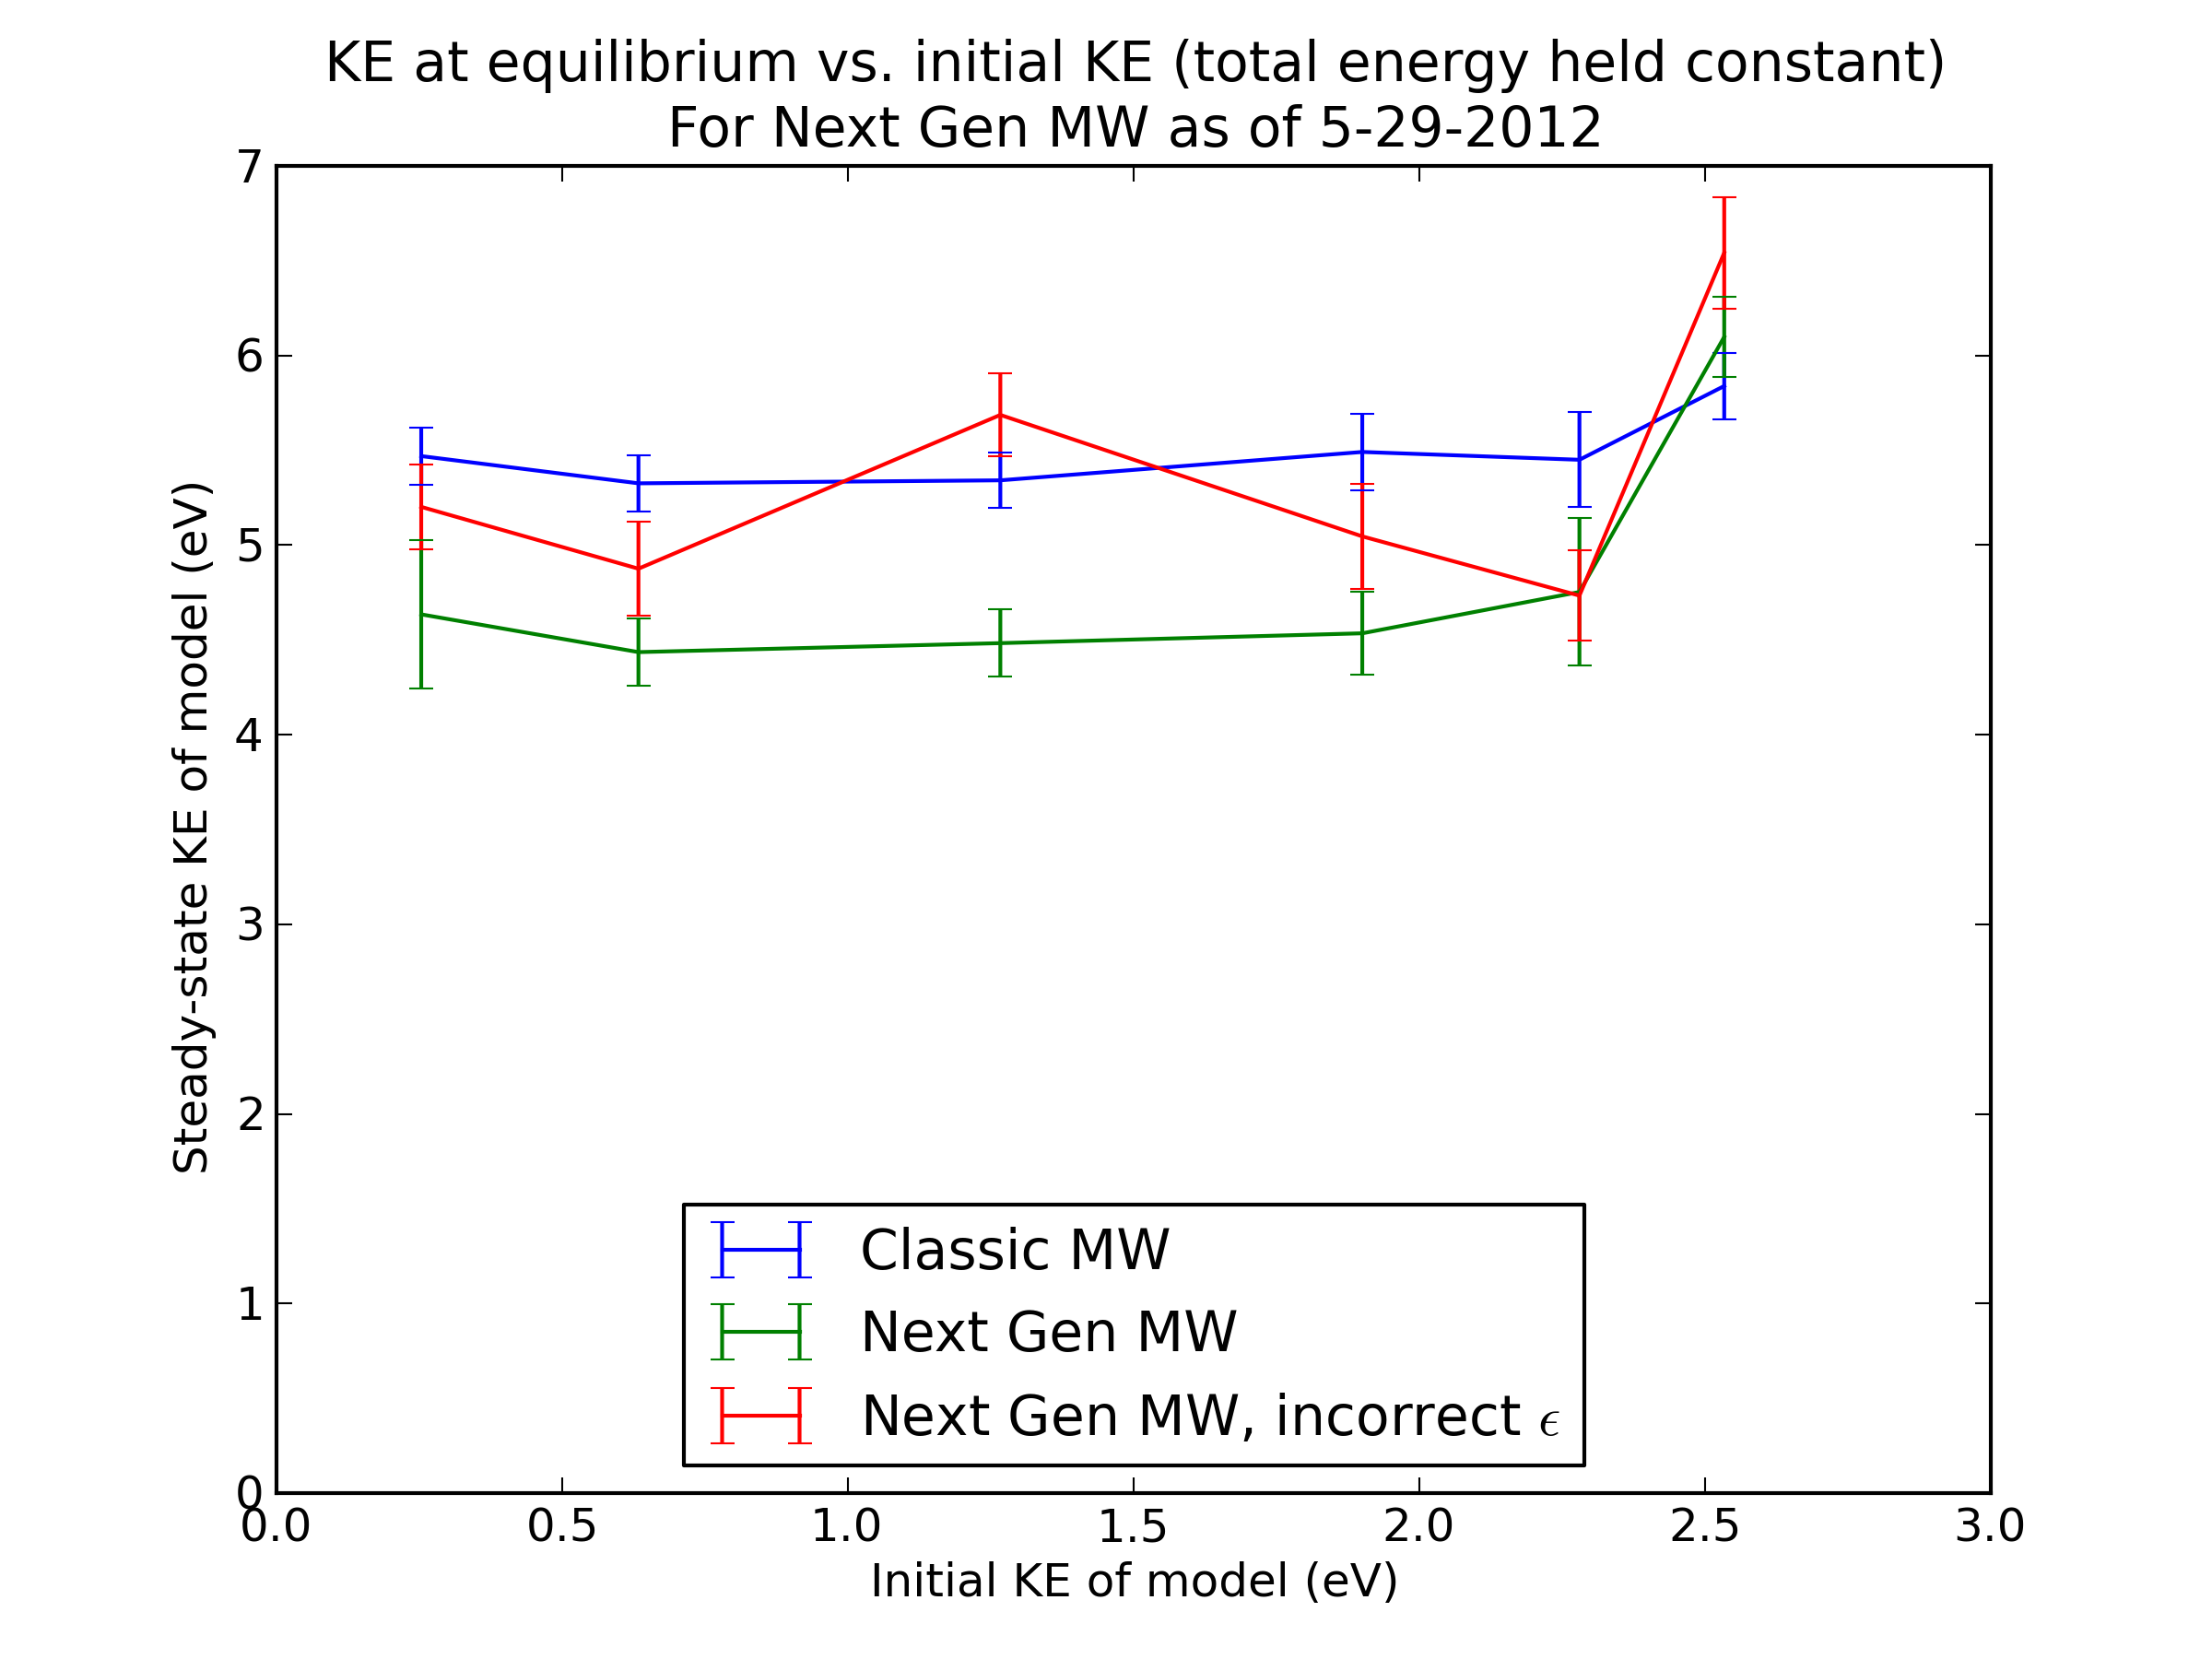 KE at equilibrium vs. initial KE (total energy held constant)
For Next Gen MW as of 5-29-2012
7
6
5
4
3
2
1
0
Steady-state KE of model (eV)
Classic MW
Next Gen MW
Next Gen MW, incorrect ϵ
0.0 0.5 1.0 1.5 2.0 2.5 3.0
Initial KE of model (eV)